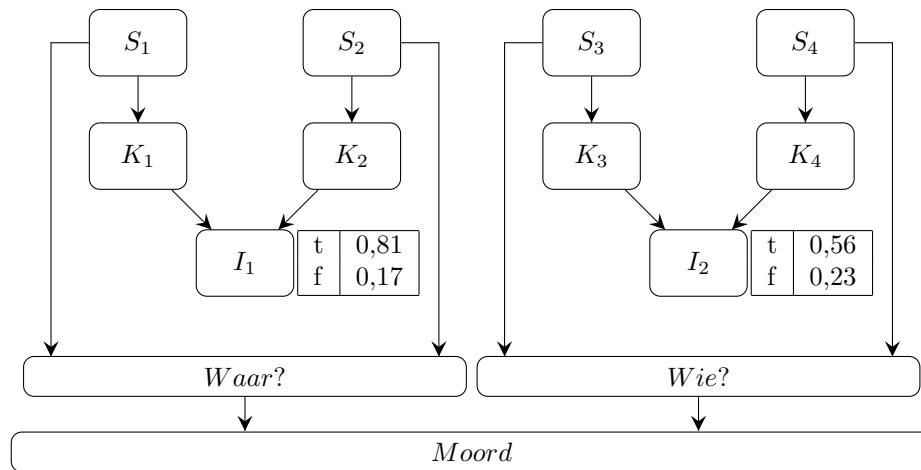 S₁ S₂ S₃ S₄
K₁ K₂ K₃ K₄
I₁ t 0,81 I₂ t 0,56
f 0,17 f 0,23
Waar? Wie?
Moord